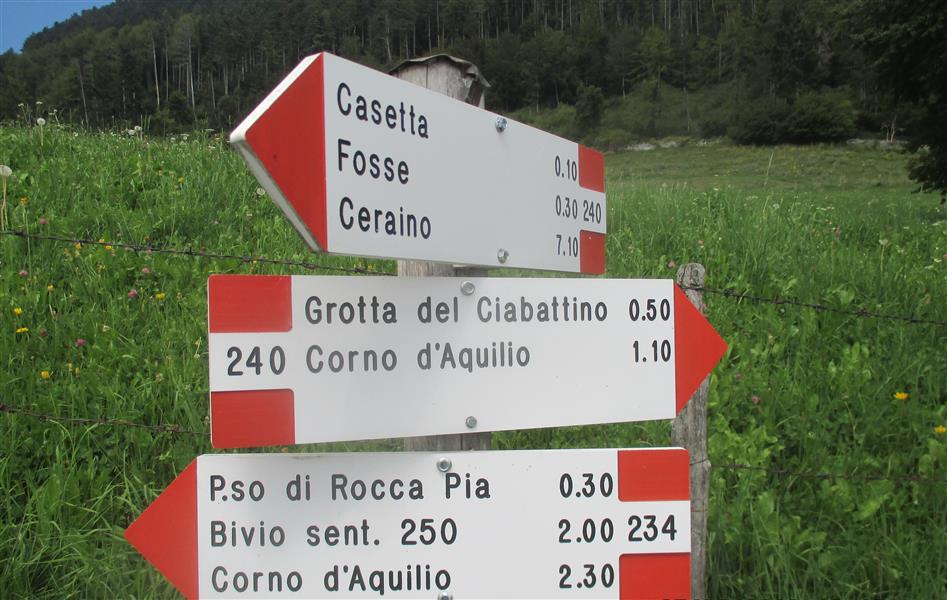 Casetta 0.10
Fosse 0.30 240
Ceraino 7.10
Grotta del Ciabattino 0.50
240 Corno d'Aquilio 1.10
P.so di Rocca Pia 0.30
Bivio sent. 250 2.00 234
Corno d'Aquilio 2.30